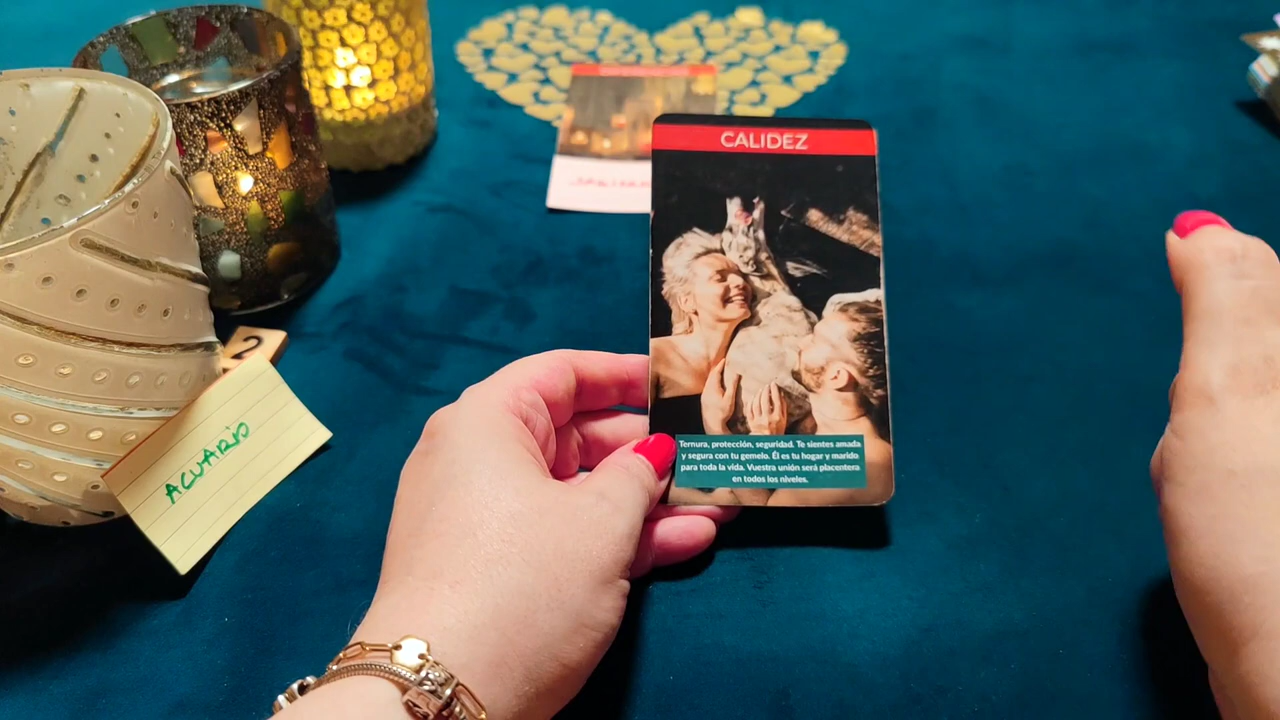 CALIDEZ
Ternura, protección, seguridad. Te sientes amada
y segura con tu gemelo. Él es tu hogar y marido
para toda la vida. Vuestra unión será placentera
en todos los niveles.
2
ACUARIO